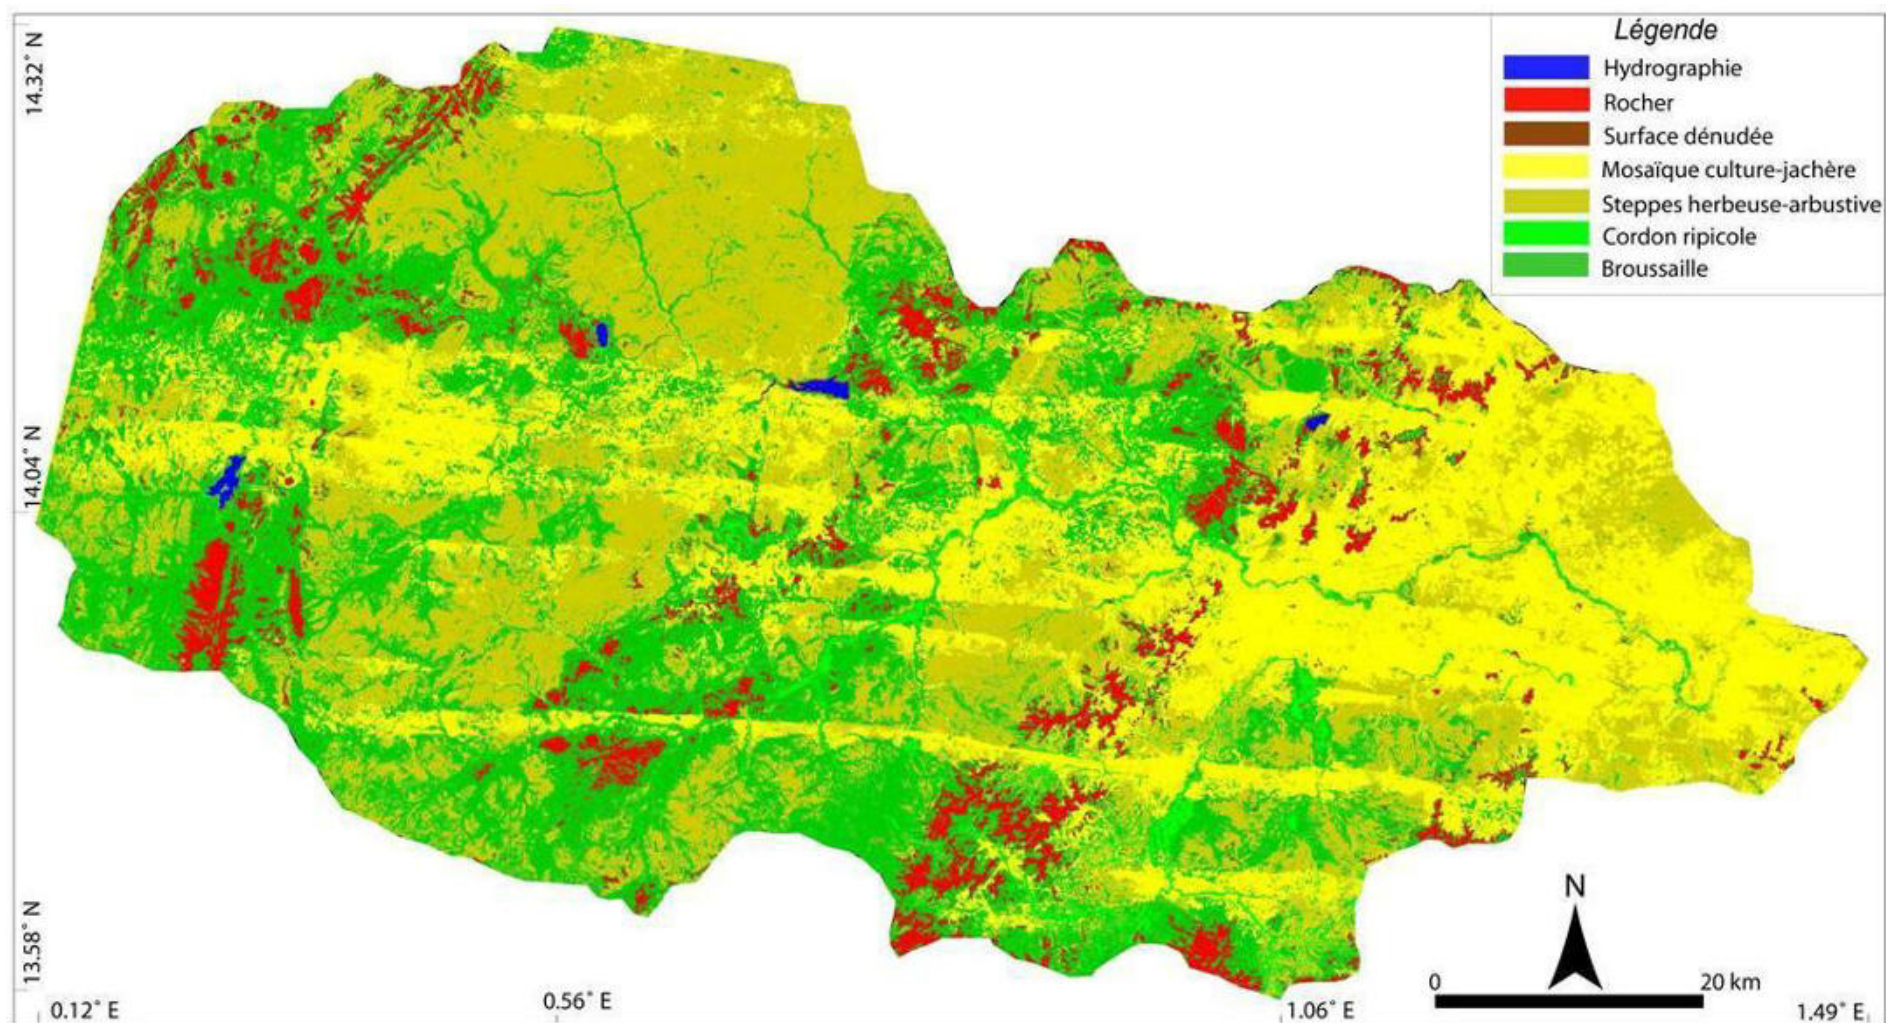 Légende
Hydrographie
Rocher
Surface dénudée
Mosaïque culture-jachère
Steppes herbeuse-arbustive
Cordon ripicole
Broussaille
14.32° N
14.04° N
13.58° N
N
0 20 km
0.12° E 0.56° E 1.06° E 1.49° E